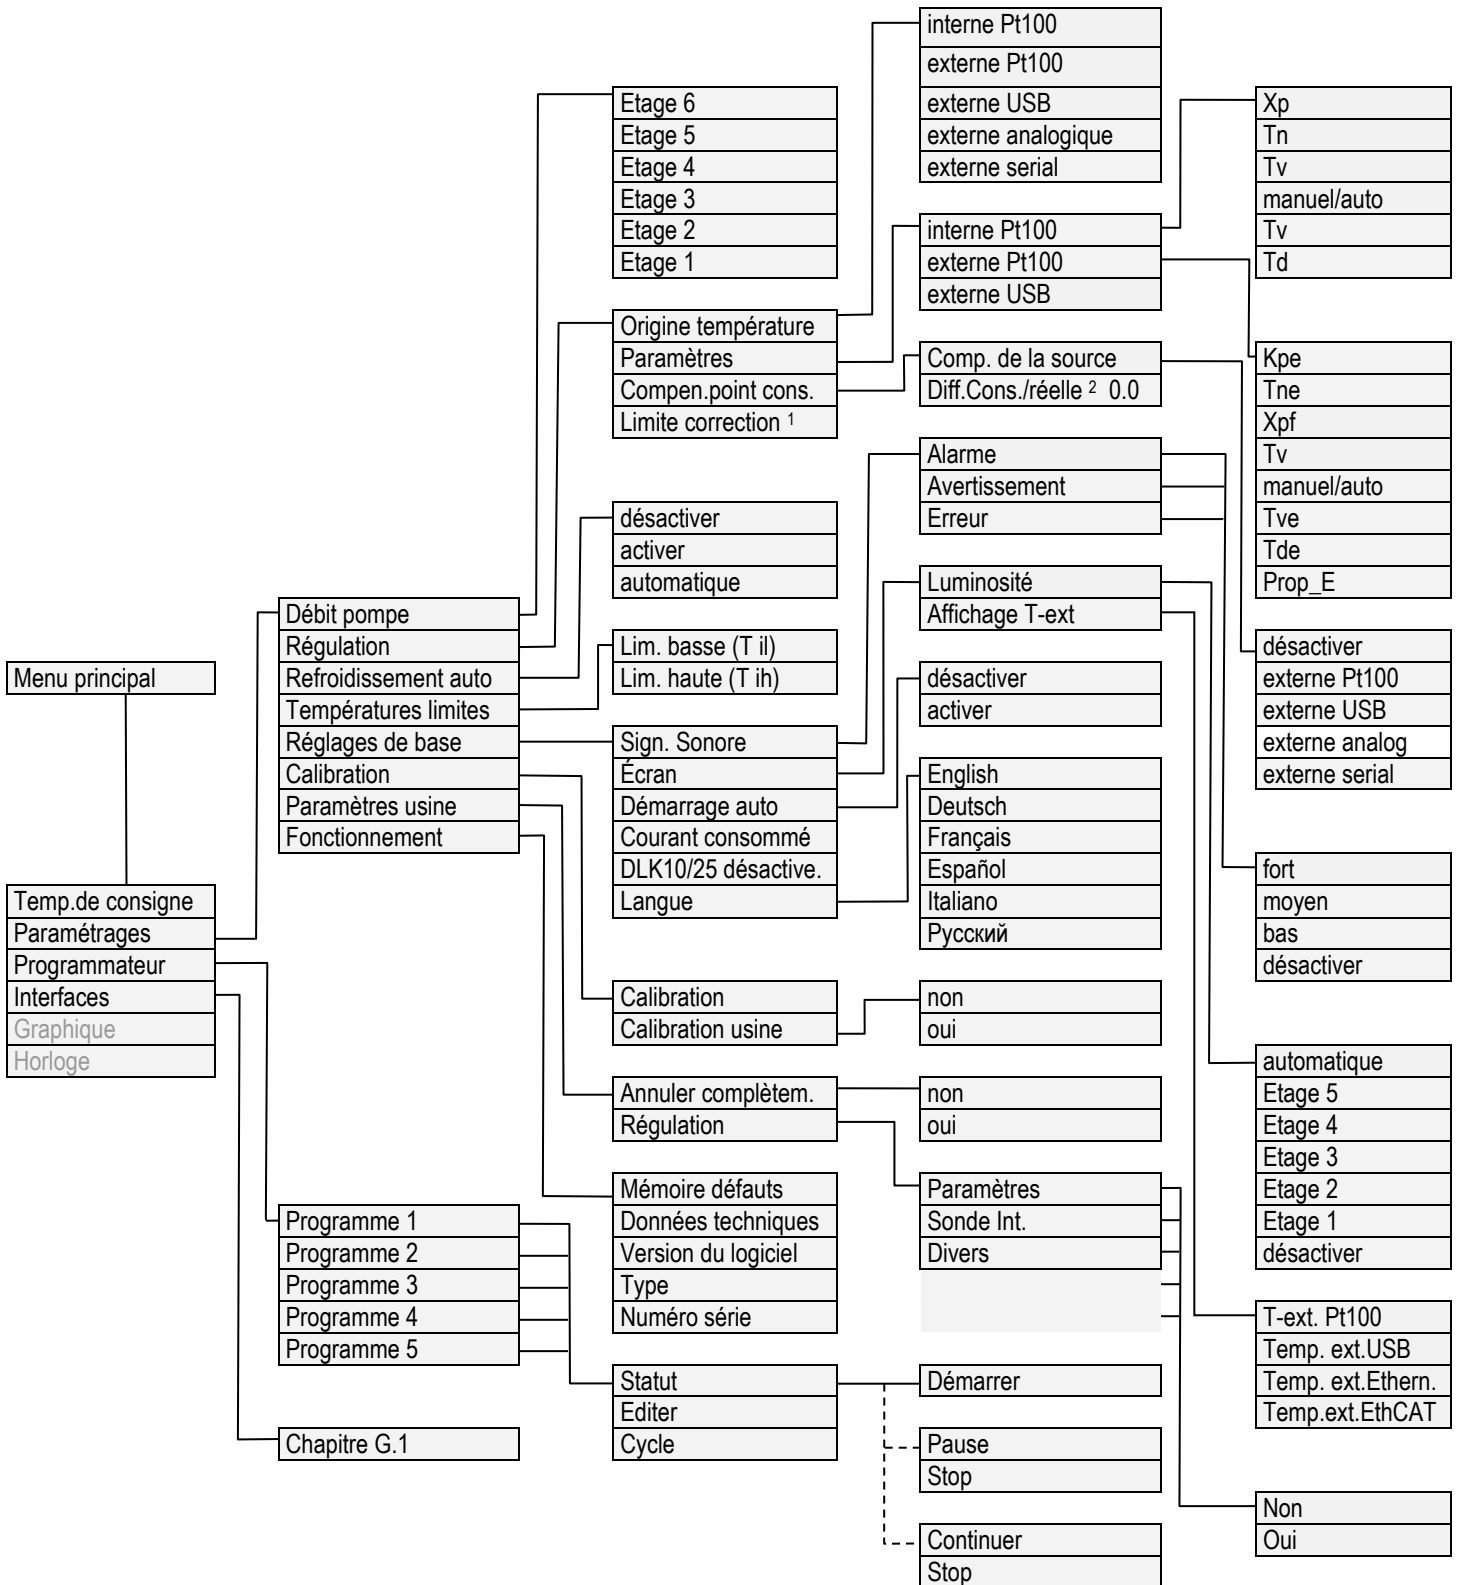 Menu principal
Temp.de consigne
Paramétrages
Programmateur
Interfaces
Graphique
Horloge
Débit pompe
Régulation
Refroidissement auto
Températures limites
Réglages de base
Calibration
Paramètres usine
Fonctionnement
Programme 1
Programme 2
Programme 3
Programme 4
Programme 5
Chapitre G.1
Etage 6
Etage 5
Etage 4
Etage 3
Etage 2
Etage 1
Origine température
Paramètres
Compen.point cons.
Limite correction 1
désactiver
activer
automatique
Lim. basse (T il)
Lim. haute (T ih)
Sign. Sonore
Écran
Démarrage auto
Courant consommé
DLK10/25 désactive.
Langue
Calibration
Calibration usine
Annuler complètem.
Régulation
Mémoire défauts
Données techniques
Version du logiciel
Type
Numéro série
Statut
Editer
Cycle
interne Pt100
externe Pt100
externe USB
externe analogique
externe serial
interne Pt100
externe Pt100
externe USB
Comp. de la source
Diff.Cons./réelle 2 0.0
Alarme
Avertissement
Erreur
Luminosité
Affichage T-ext
désactiver
activer
English
Deutsch
Français
Español
Italiano
Русский
non
oui
non
oui
Paramètres
Sonde Int.
Divers
Démarrer
Pause
Stop
Continuer
Stop
Xp
Tn
Tv
manuel/auto
Tv
Td
Kpe
Tne
Xpf
Tv
manuel/auto
Tve
Tde
Prop_E
désactiver
externe Pt100
externe USB
externe analog
externe serial
fort
moyen
bas
désactiver
automatique
Etage 5
Etage 4
Etage 3
Etage 2
Etage 1
désactiver
T-ext. Pt100
Temp. ext.USB
Temp. ext.Ethern.
Temp.ext.EthCAT
Non
Oui